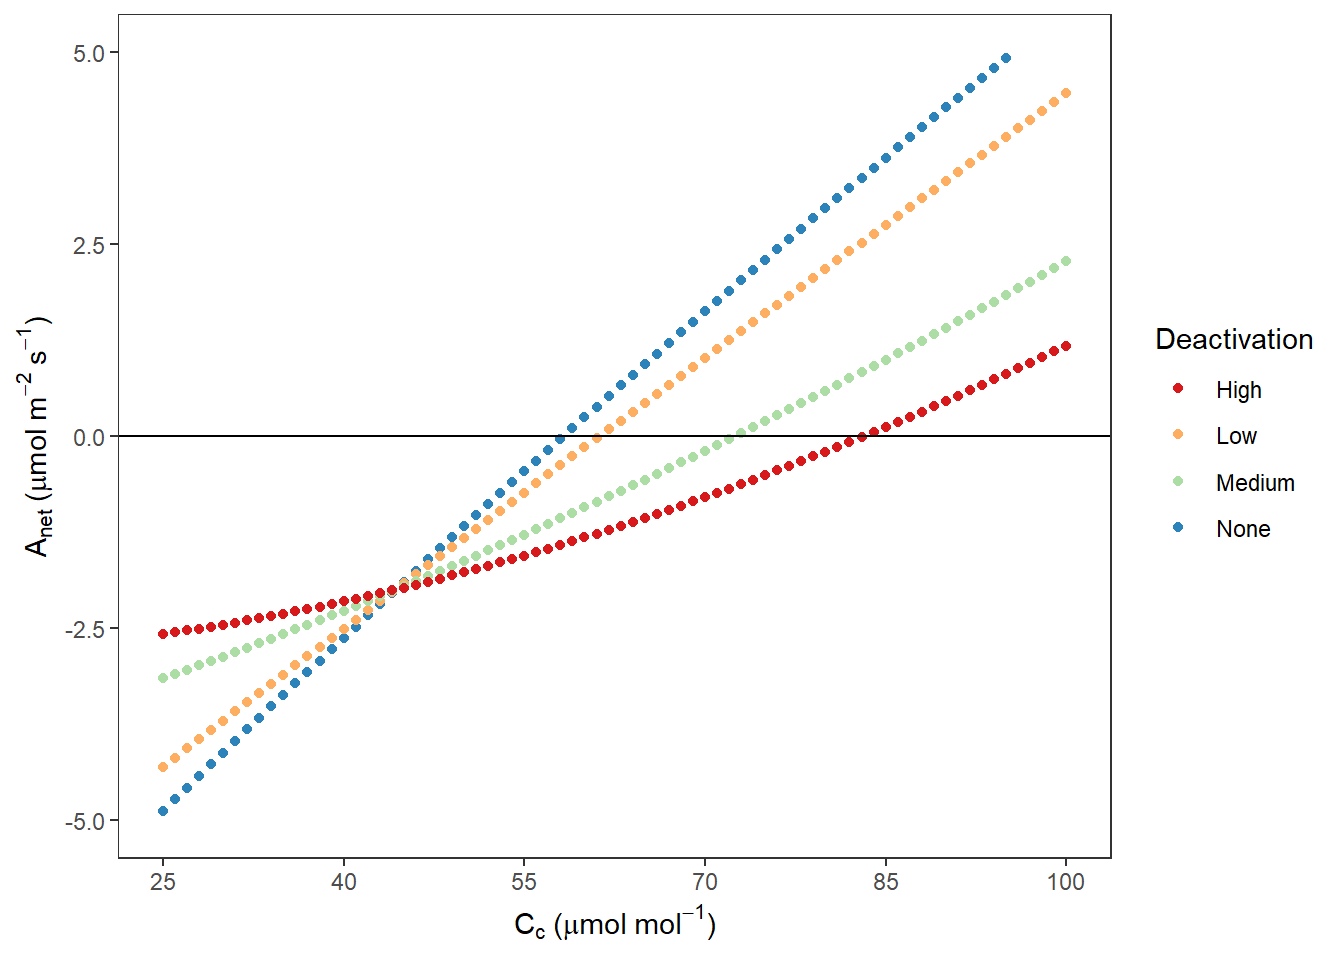 5.0
2.5
0.0
-2.5
-5.0
25 40 55 70 85 100
Aₙₑₜ (μmol m⁻² s⁻¹)
C_c (μmol mol⁻¹)
Deactivation
High
Low
Medium
None